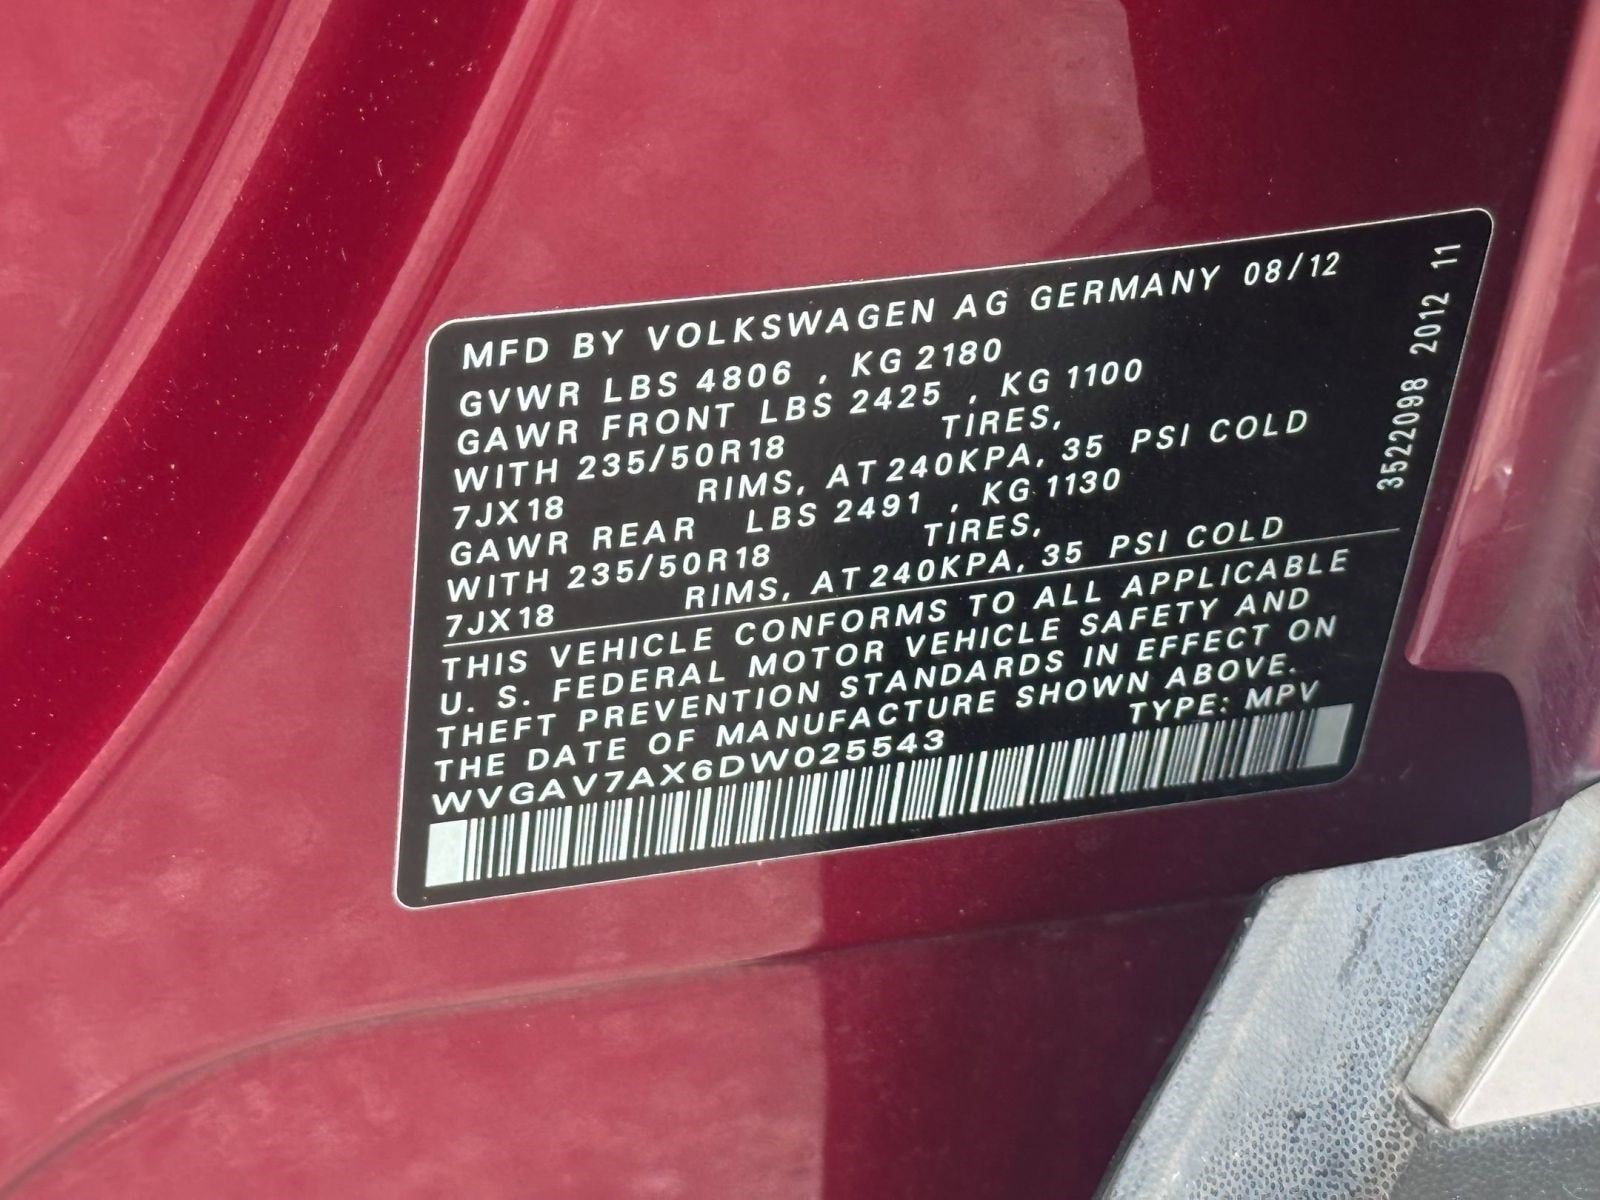 MFD BY VOLKSWAGEN AG GERMANY 08/12
GVWR LBS 4806 , KG 2180
GAWR FRONT LBS 2425 , KG 1100
WITH 235/50R18 TIRES,
7JX18 RIMS, AT 240KPA, 35 PSI COLD
GAWR REAR LBS 2491 , KG 1130
WITH 235/50R18 TIRES,
7JX18 RIMS, AT 240KPA, 35 PSI COLD
THIS VEHICLE CONFORMS TO ALL APPLICABLE
U. S. FEDERAL MOTOR VEHICLE SAFETY AND
THEFT PREVENTION STANDARDS IN EFFECT ON
THE DATE OF MANUFACTURE SHOWN ABOVE.
WVGAV7AX6DW025543 TYPE: MPV
3522098 2012 11